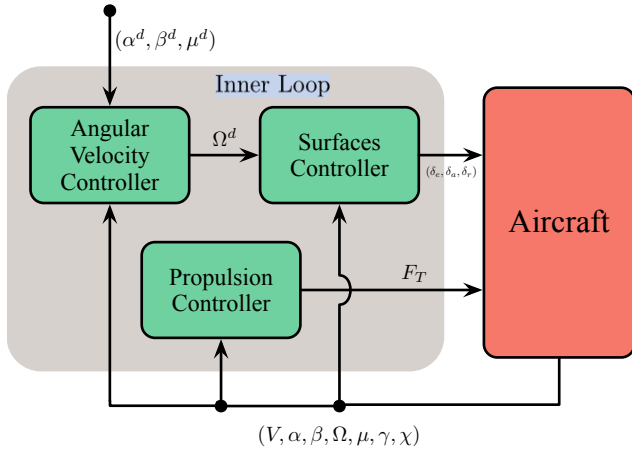 (α^d, β^d, μ^d)
Inner Loop
Angular
Velocity
Controller
Ω^d
Surfaces
Controller
(δ_e, δ_a, δ_r)
Aircraft
Propulsion
Controller
F_T
(V, α, β, Ω, μ, γ, χ)